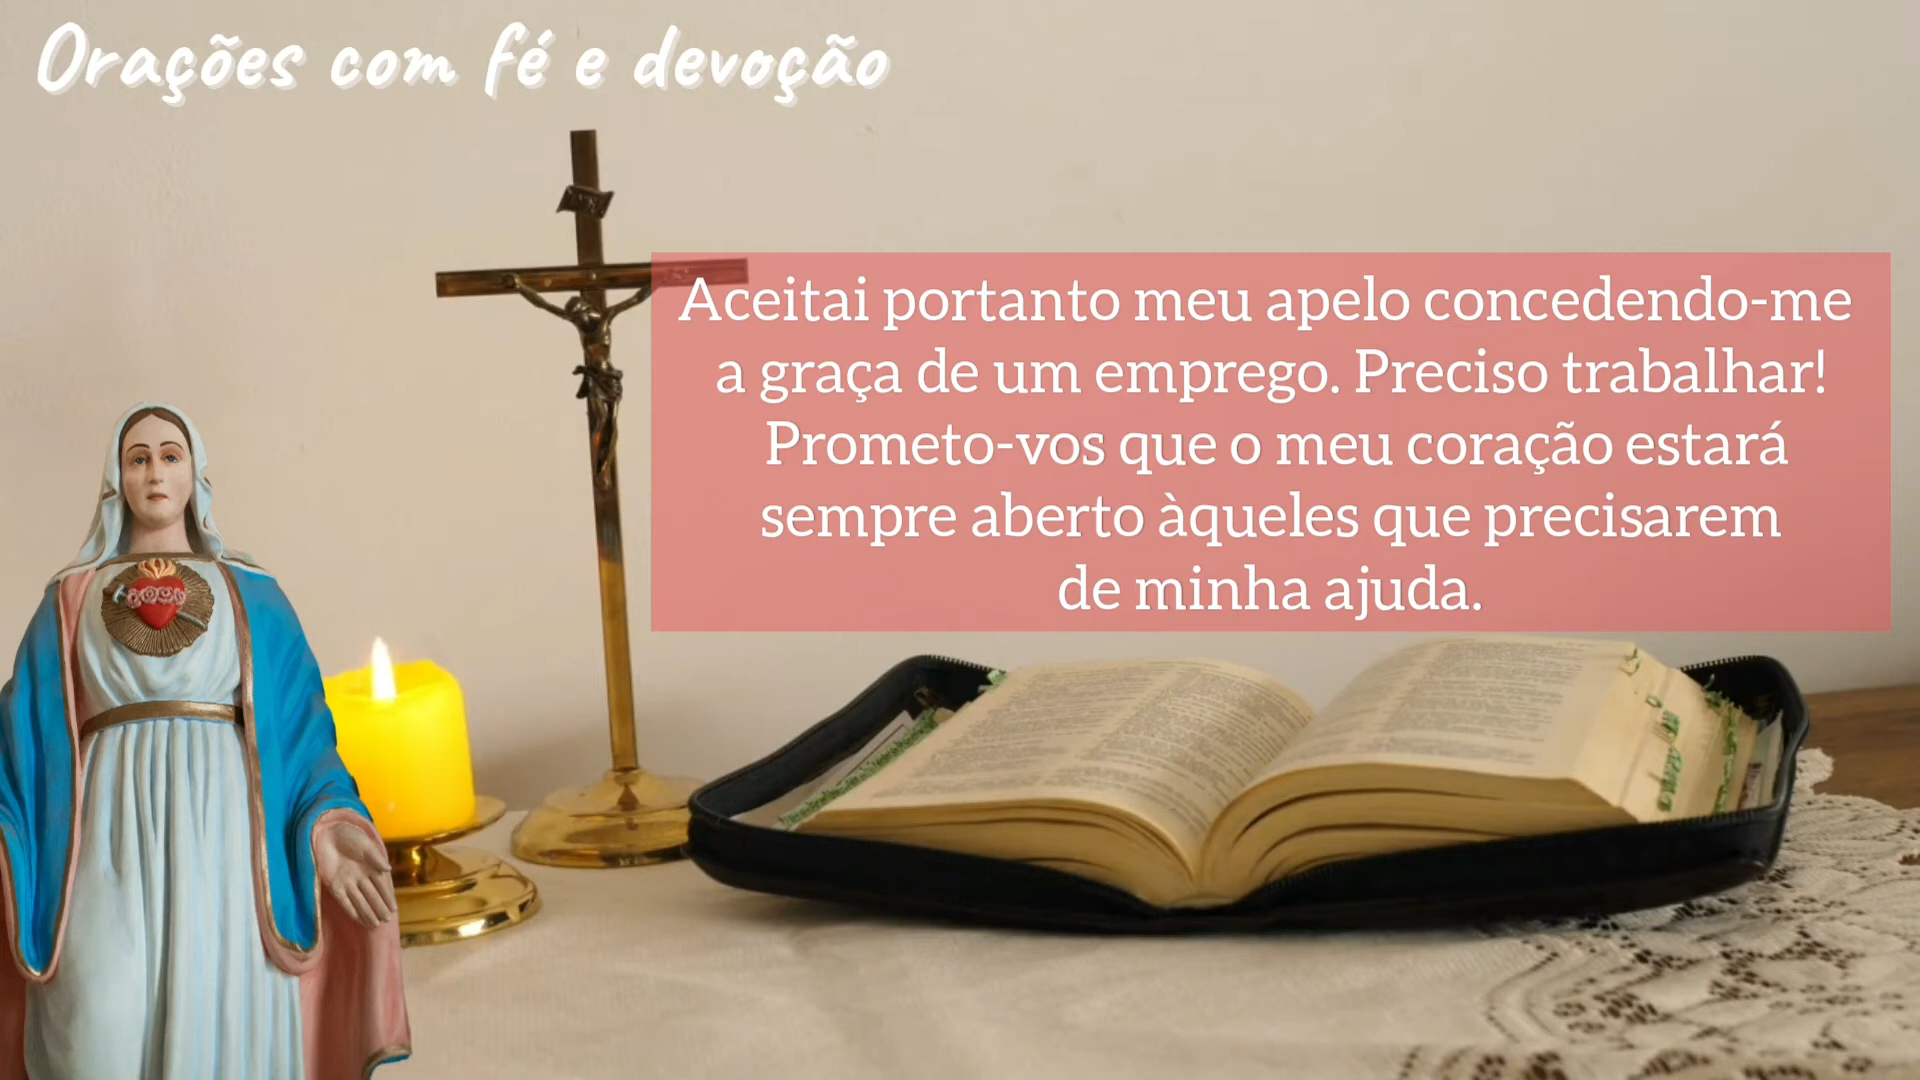 Orações com fé e devoção
Aceitai portanto meu apelo concedendo-me
a graça de um emprego. Preciso trabalhar!
Prometo-vos que o meu coração estará
sempre aberto àqueles que precisarem
de minha ajuda.